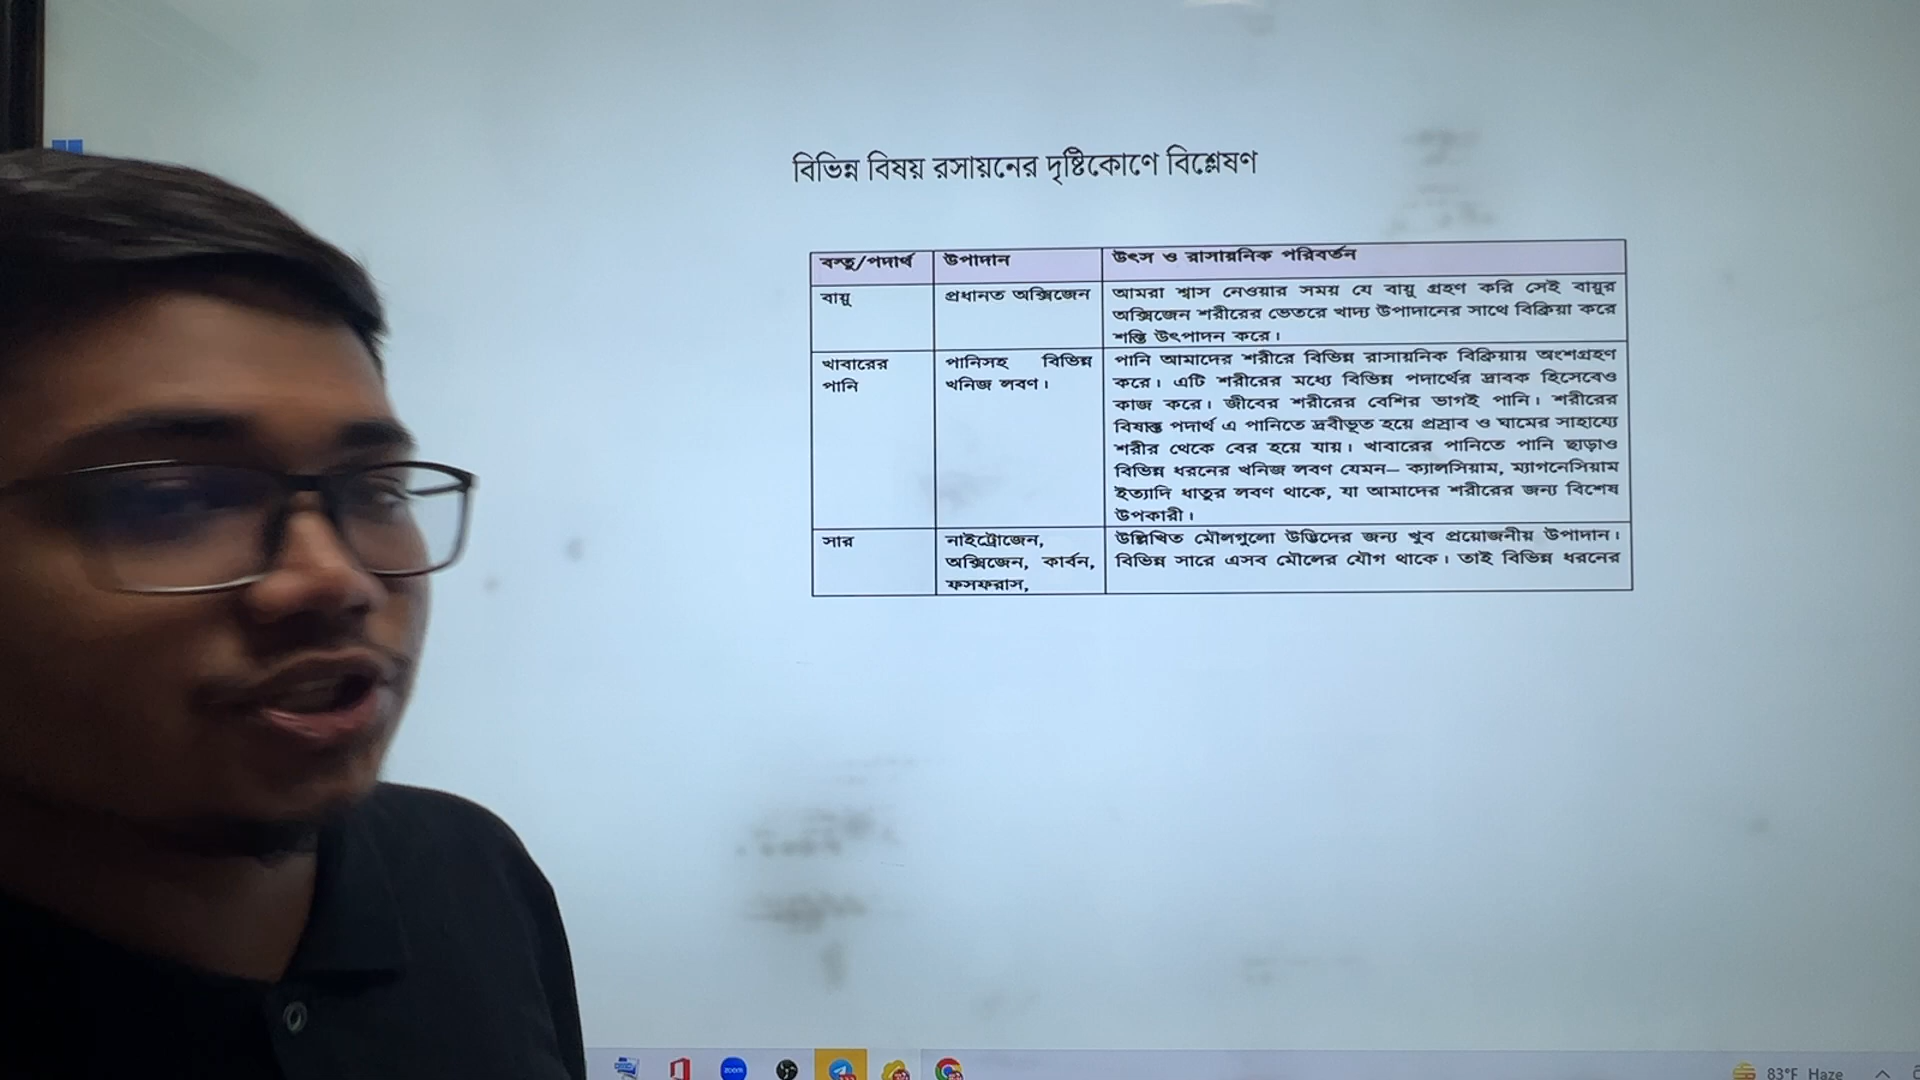 বিভিন্ন বিষয় রসায়নের দৃষ্টিকোণে বিশ্লেষণ
বস্তু/পদার্থ
উপাদান
উৎস ও রাসায়নিক পরিবর্তন
বায়ু
প্রধানত অক্সিজেন
আমরা শ্বাস নেওয়ার সময় যে বায়ু গ্রহণ করি সেই বায়ুর
অক্সিজেন শরীরের ভেতরে খাদ্য উপাদানের সাথে বিক্রিয়া করে
শক্তি উৎপাদন করে।
খাবারের
পানি
পানিসহ বিভিন্ন
খনিজ লবণ।
পানি আমাদের শরীরে বিভিন্ন রাসায়নিক বিক্রিয়ায় অংশগ্রহণ
করে। এটি শরীরের মধ্যে বিভিন্ন পদার্থের দ্রাবক হিসেবেও
কাজ করে। জীবের শরীরের বেশির ভাগই পানি। শরীরের
বিষাক্ত পদার্থ এ পানিতে দ্রবীভূত হয়ে প্রস্রাব ও ঘামের সাহায্যে
শরীর থেকে বের হয়ে যায়। খাবারের পানিতে পানি ছাড়াও
বিভিন্ন ধরনের খনিজ লবণ যেমন– ক্যালসিয়াম, ম্যাগনেসিয়াম
ইত্যাদি ধাতুর লবণ থাকে, যা আমাদের শরীরের জন্য বিশেষ
উপকারী।
সার
নাইট্রোজেন,
অক্সিজেন, কার্বন,
ফসফরাস,
উল্লিখিত মৌলগুলো উদ্ভিদের জন্য খুব প্রয়োজনীয় উপাদান।
বিভিন্ন সারে এসব মৌলের যৌগ থাকে। তাই বিভিন্ন ধরনের
zoom
83°F Haze